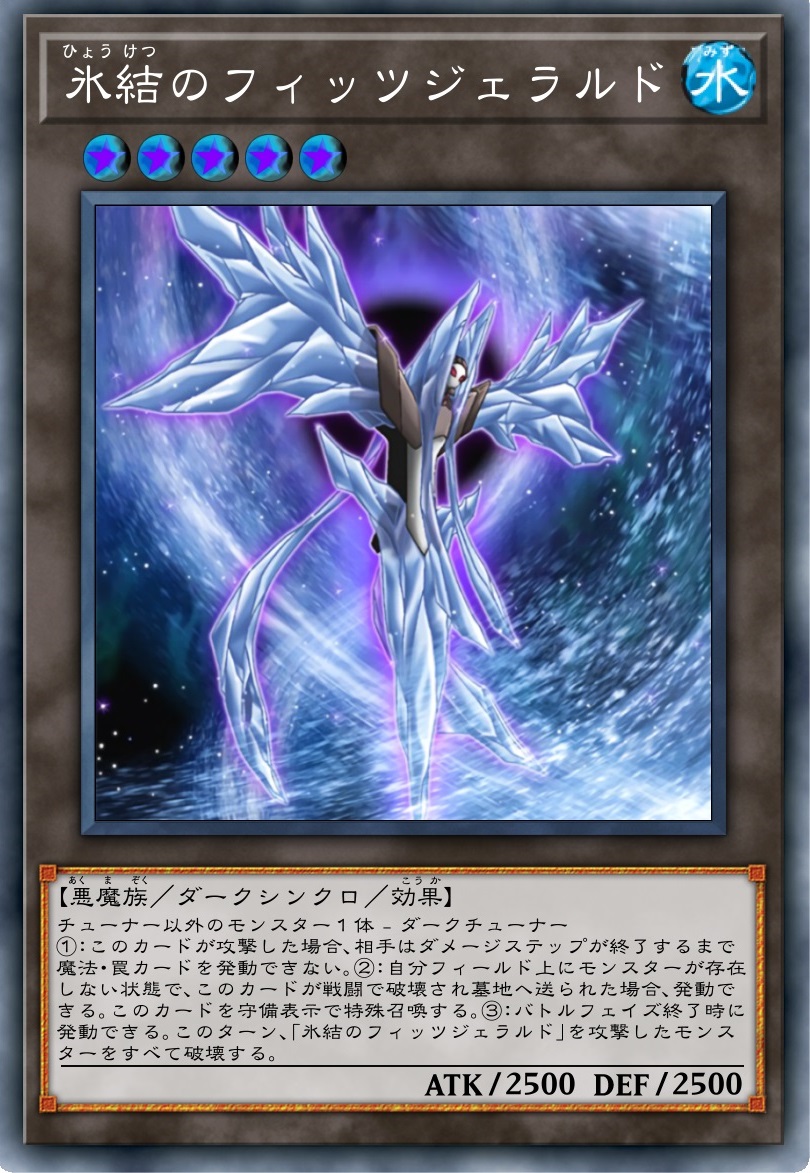 ひょう けつ
氷結のフィッツジェラルド
みず
水
あく ま ぞく こうか
【悪魔族／ダークシンクロ／効果】
チューナー以外のモンスター１体 - ダークチューナー
①：このカードが攻撃した場合、相手はダメージステップが終了するまで
魔法・罠カードを発動できない。②：自分フィールド上にモンスターが存在
しない状態で、このカードが戦闘で破壊され墓地へ送られた場合、発動で
きる。このカードを守備表示で特殊召喚する。③：バトルフェイズ終了時に
発動できる。このターン、「氷結のフィッツジェラルド」を攻撃したモンス
ターをすべて破壊する。
ATK/2500 DEF/2500